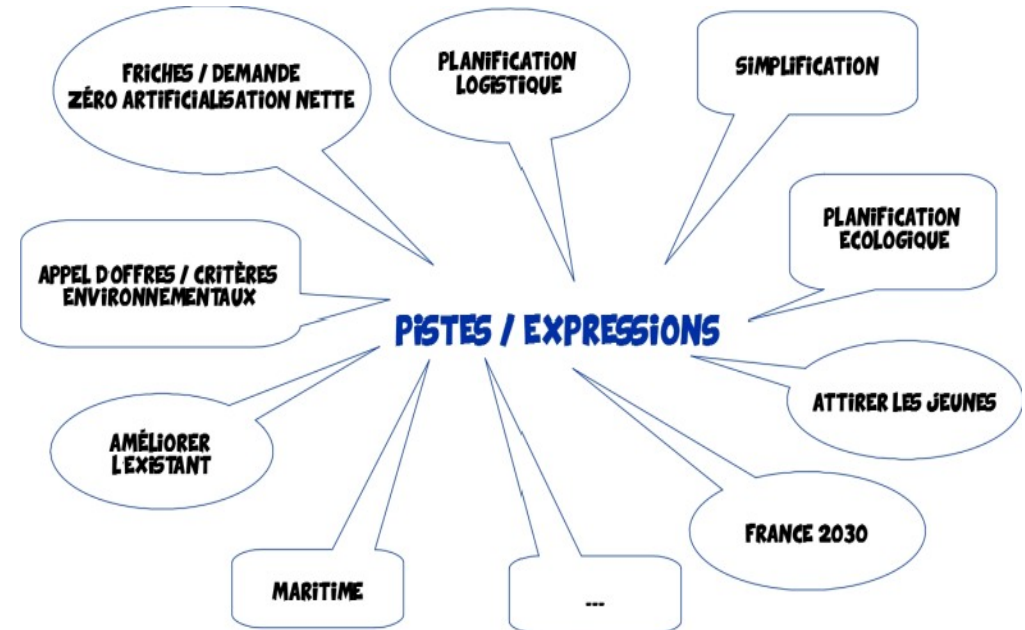 FRICHES / DEMANDE
ZÉRO ARTIFICIALISATION NETTE
PLANIFICATION
LOGISTIQUE
SIMPLIFICATION
PLANIFICATION
ECOLOGIQUE
APPEL D'OFFRES / CRITÈRES
ENVIRONNEMENTAUX
PISTES / EXPRESSIONS
ATTIRER LES JEUNES
AMÉLIORER
L'EXISTANT
FRANCE 2030
MARITIME
...